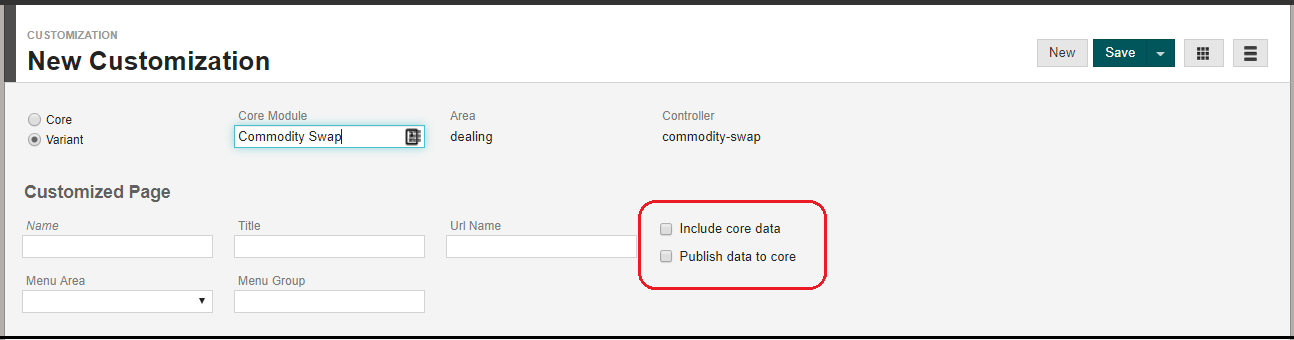 CUSTOMIZATION
New Customization
New Save
Core
Variant
Core Module
Commodity Swap
Area
dealing
Controller
commodity-swap
Customized Page
Name Title Url Name
Include core data
Publish data to core
Menu Area Menu Group